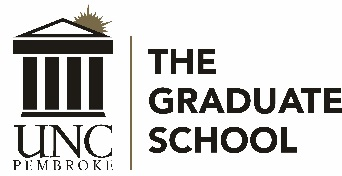 UNC
PEMBROKE
THE
GRADUATE
SCHOOL